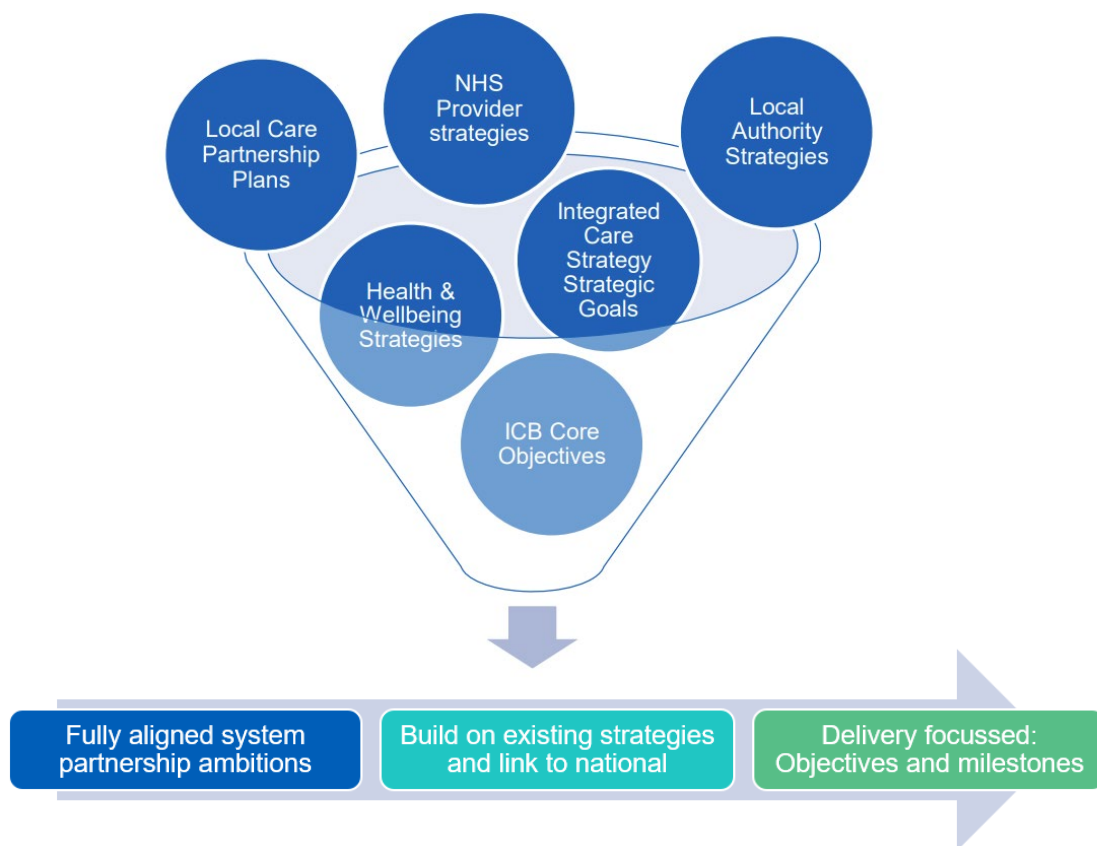 NHS
Provider
strategies
Local Care
Partnership
Plans
Local
Authority
Strategies
Integrated
Care
Strategy
Strategic
Goals
Health &
Wellbeing
Strategies
ICB Core
Objectives
Fully aligned system
partnership ambitions
Build on existing strategies
and link to national
Delivery focussed:
Objectives and milestones